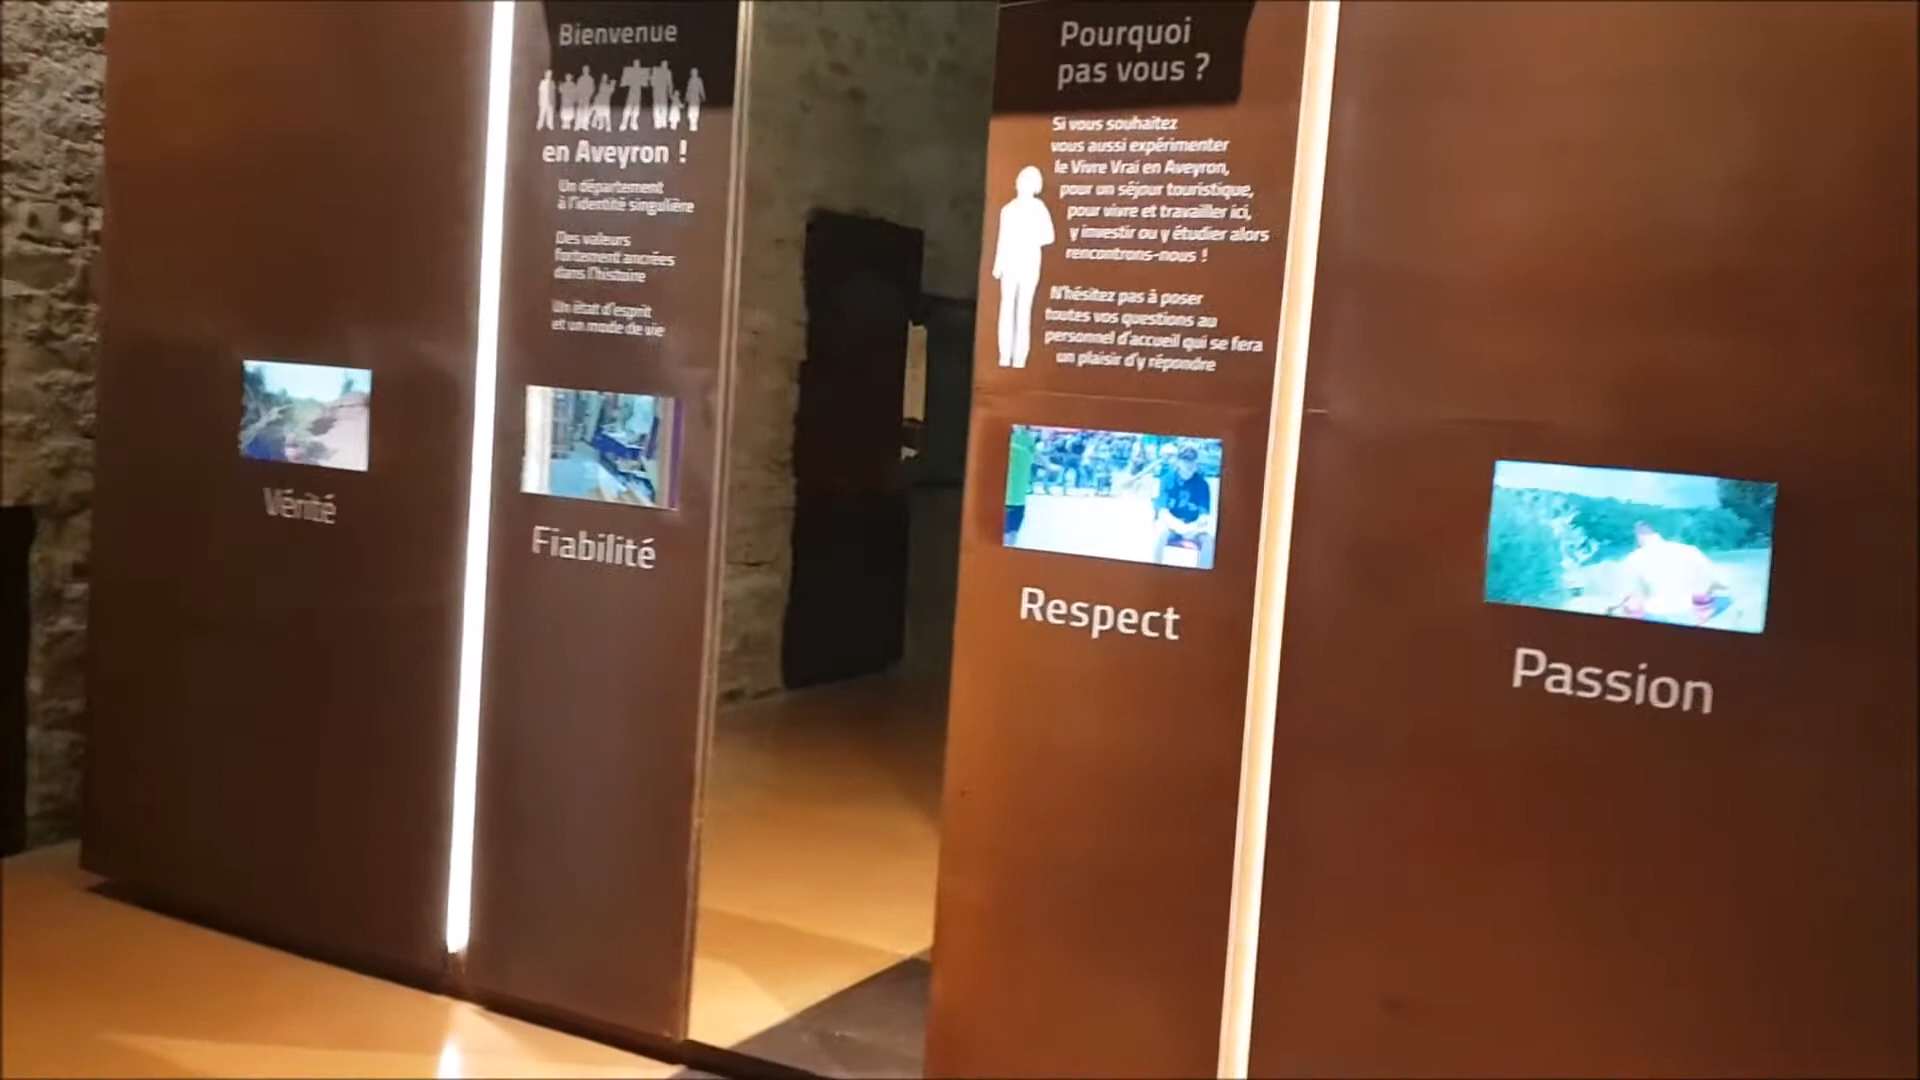 Bienvenue
en Aveyron !
Un département
à l'identité singulière
Des valeurs
fortement ancrées
dans l'histoire
Un état d'esprit
et un mode de vie
Vérité
Fiabilité
Pourquoi
pas vous ?
Si vous souhaitez
vous aussi expérimenter
le Vivre Vrai en Aveyron,
pour un séjour touristique,
pour vivre et travailler ici,
y investir ou y étudier alors
rencontrons-nous !
N'hésitez pas à poser
toutes vos questions au
personnel d'accueil qui se fera
un plaisir d'y répondre
Respect
Passion